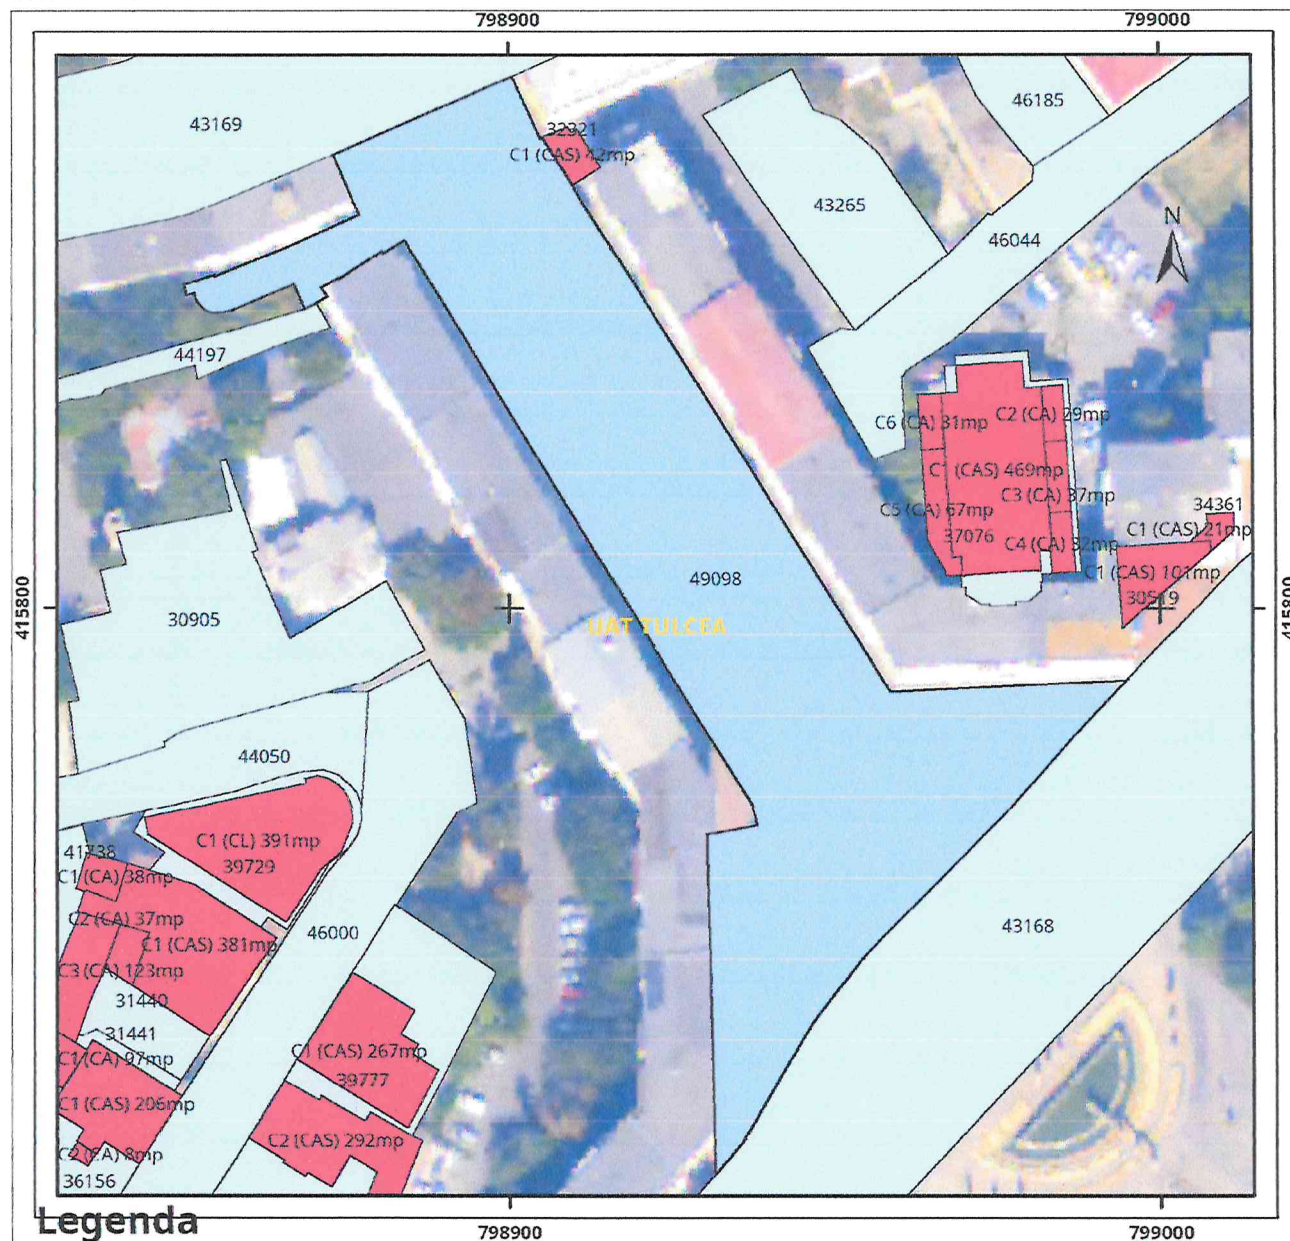 798900
799000
43169
46185
32321
C1 (CAS) 42mp
43265
46044
N
44197
C6 (CA) 31mp
C2 (CA) 29mp
C1 (CAS) 469mp
C3 (CA) 37mp
C5 (CA) 67mp
37076
C4 (CA) 32mp
34361
C1 (CAS) 21mp
C1 (CAS) 101mp
30519
49098
415800
415800
UAT TULCEA
30905
44050
C1 (CL) 391mp
39729
41738
C1 (CA) 38mp
C2 (CA) 37mp
C1 (CAS) 381mp
46000
43168
C3 (CA) 123mp
31440
31441
C1 (CA) 97mp
C1 (CAS) 267mp
39777
C1 (CAS) 206mp
C2 (CAS) 292mp
C2 (CA) 8mp
36156
Legenda
798900
799000